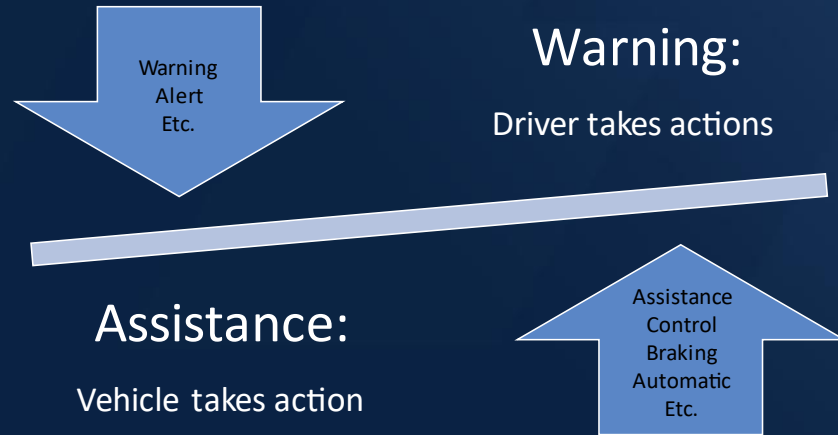 Warning
Alert
Etc.
Warning:
Driver takes actions
Assistance:
Vehicle takes action
Assistance
Control
Braking
Automatic
Etc.